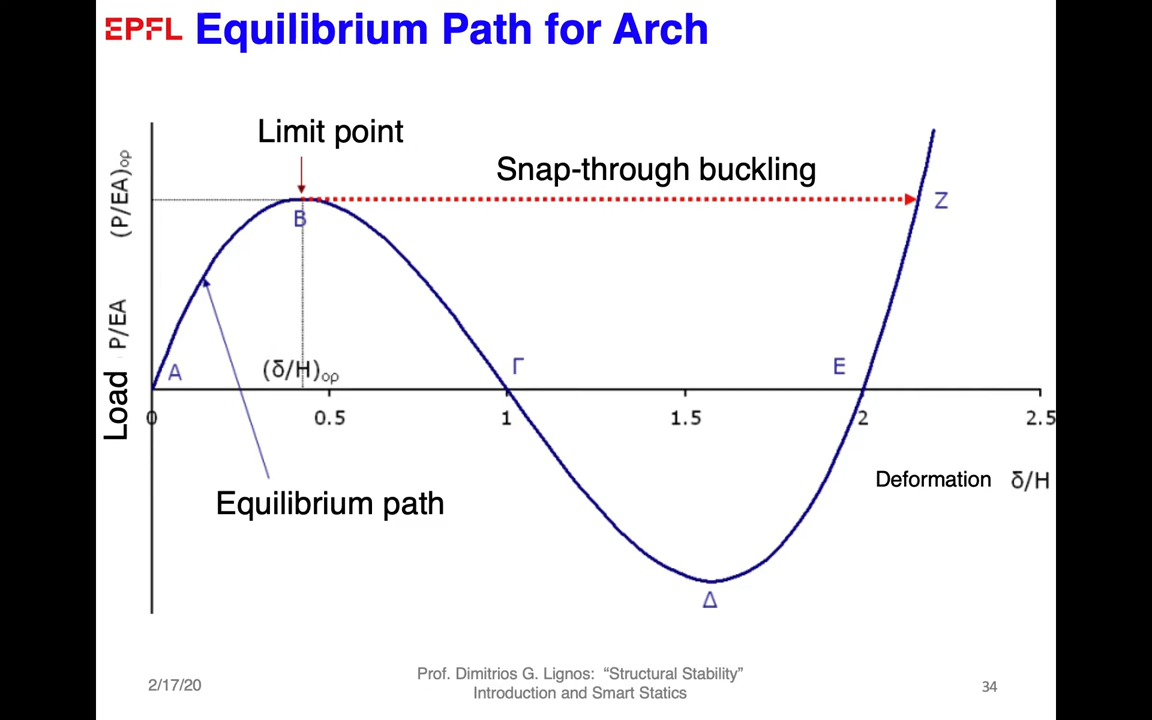 EPFL Equilibrium Path for Arch
Limit point
Snap-through buckling
(P/EA)op
B
Z
P/EA
Load
A
(δ/H)op
Γ
E
0
0.5
1
1.5
2
2.5
Deformation δ/H
Equilibrium path
Δ
2/17/20
Prof. Dimitrios G. Lignos: “Structural Stability”
Introduction and Smart Statics
34